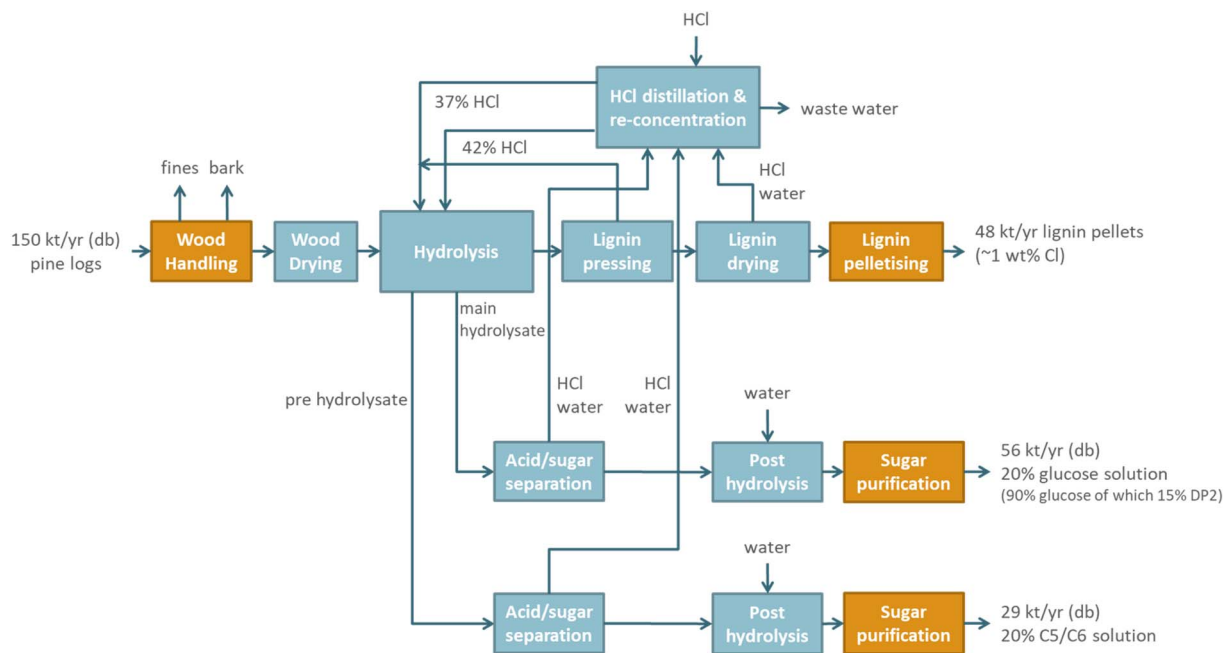 HCl
37% HCl
HCl distillation &
re-concentration
waste water
42% HCl
fines
bark
HCl
water
150 kt/yr (db)
pine logs
Wood
Handling
Wood
Drying
Hydrolysis
Lignin
pressing
Lignin
drying
Lignin
pelletising
48 kt/yr lignin pellets
(~1 wt% Cl)
main
hydrolysate
pre hydrolysate
HCl
water
HCl
water
water
Acid/sugar
separation
Post
hydrolysis
Sugar
purification
56 kt/yr (db)
20% glucose solution
(90% glucose of which 15% DP2)
water
Acid/sugar
separation
Post
hydrolysis
Sugar
purification
29 kt/yr (db)
20% C5/C6 solution